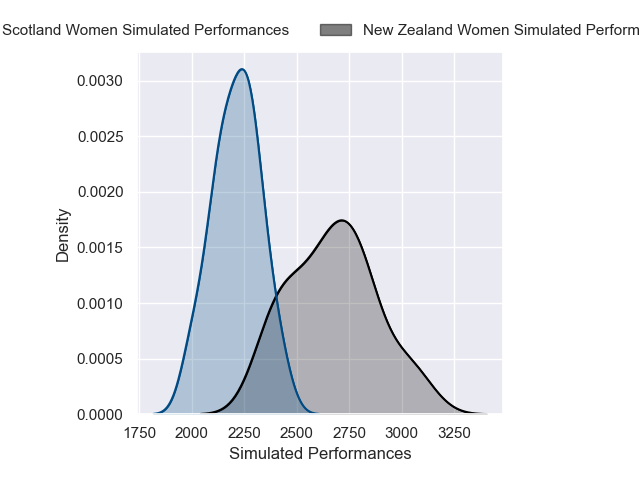 Scotland Women Simulated Performances
New Zealand Women Simulated Perform
0.0030
0.0025
0.0020
0.0015
0.0010
0.0005
0.0000
Density
1750 2000 2250 2500 2750 3000 3250
Simulated Performances